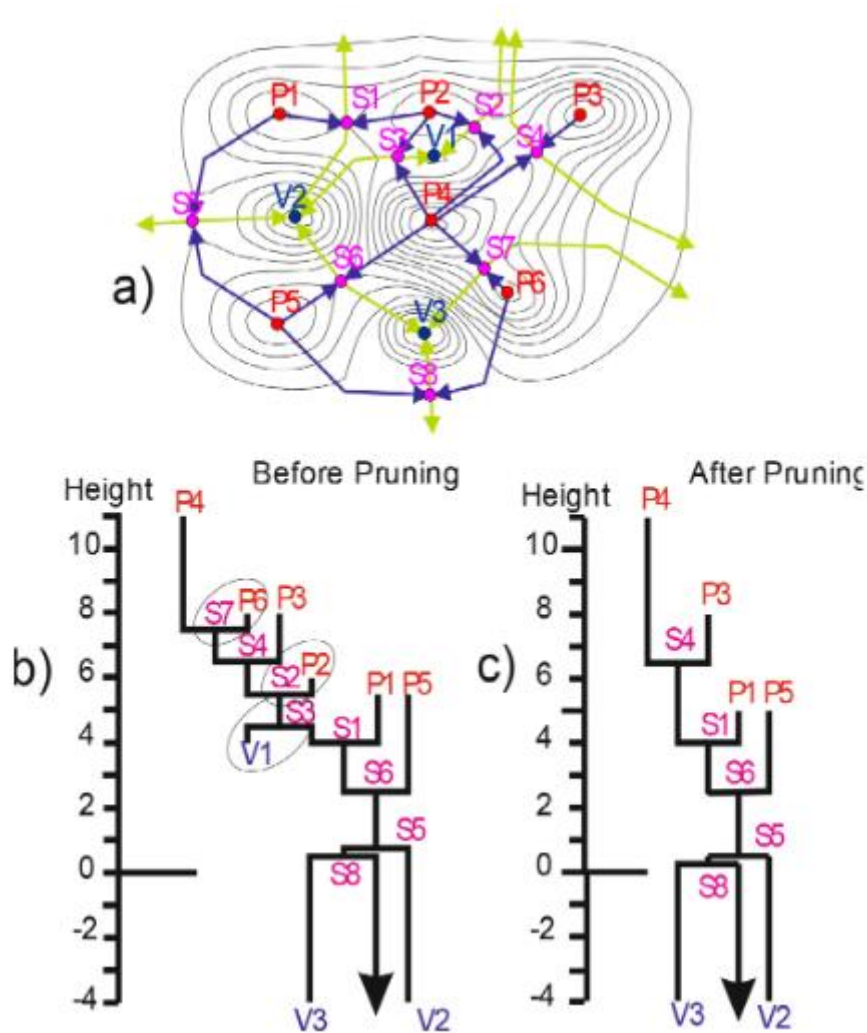 P1 S1 P2 S2 P3
S3 V1 S4
V2 P4
S5
S6 S7
a) P5 V3 P6
S8
Before Pruning After Pruning
Height P4 Height P4
10 10
8 S7 P6 P3 8 P3
b) 6 S4 S2 P2 c) 6 S4
4 S3 V1 S1 P1 P5 4 S1 P1 P5
2 S6 2 S6
0 S5 0 S5
S8 S8
-2 -2
-4 -4
V3 V2 V3 V2